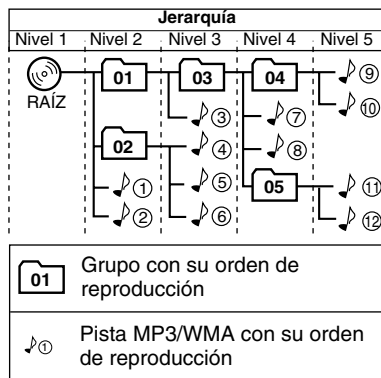 Jerarquía
Nivel 1 Nivel 2 Nivel 3 Nivel 4 Nivel 5
01 03 04 ⑨
RAÍZ
③ ⑦ ⑩
02 ④ ⑧
① ⑤ 05 ⑪
② ⑥ ⑫
01 Grupo con su orden de
reproducción
① Pista MP3/WMA con su orden
de reproducción